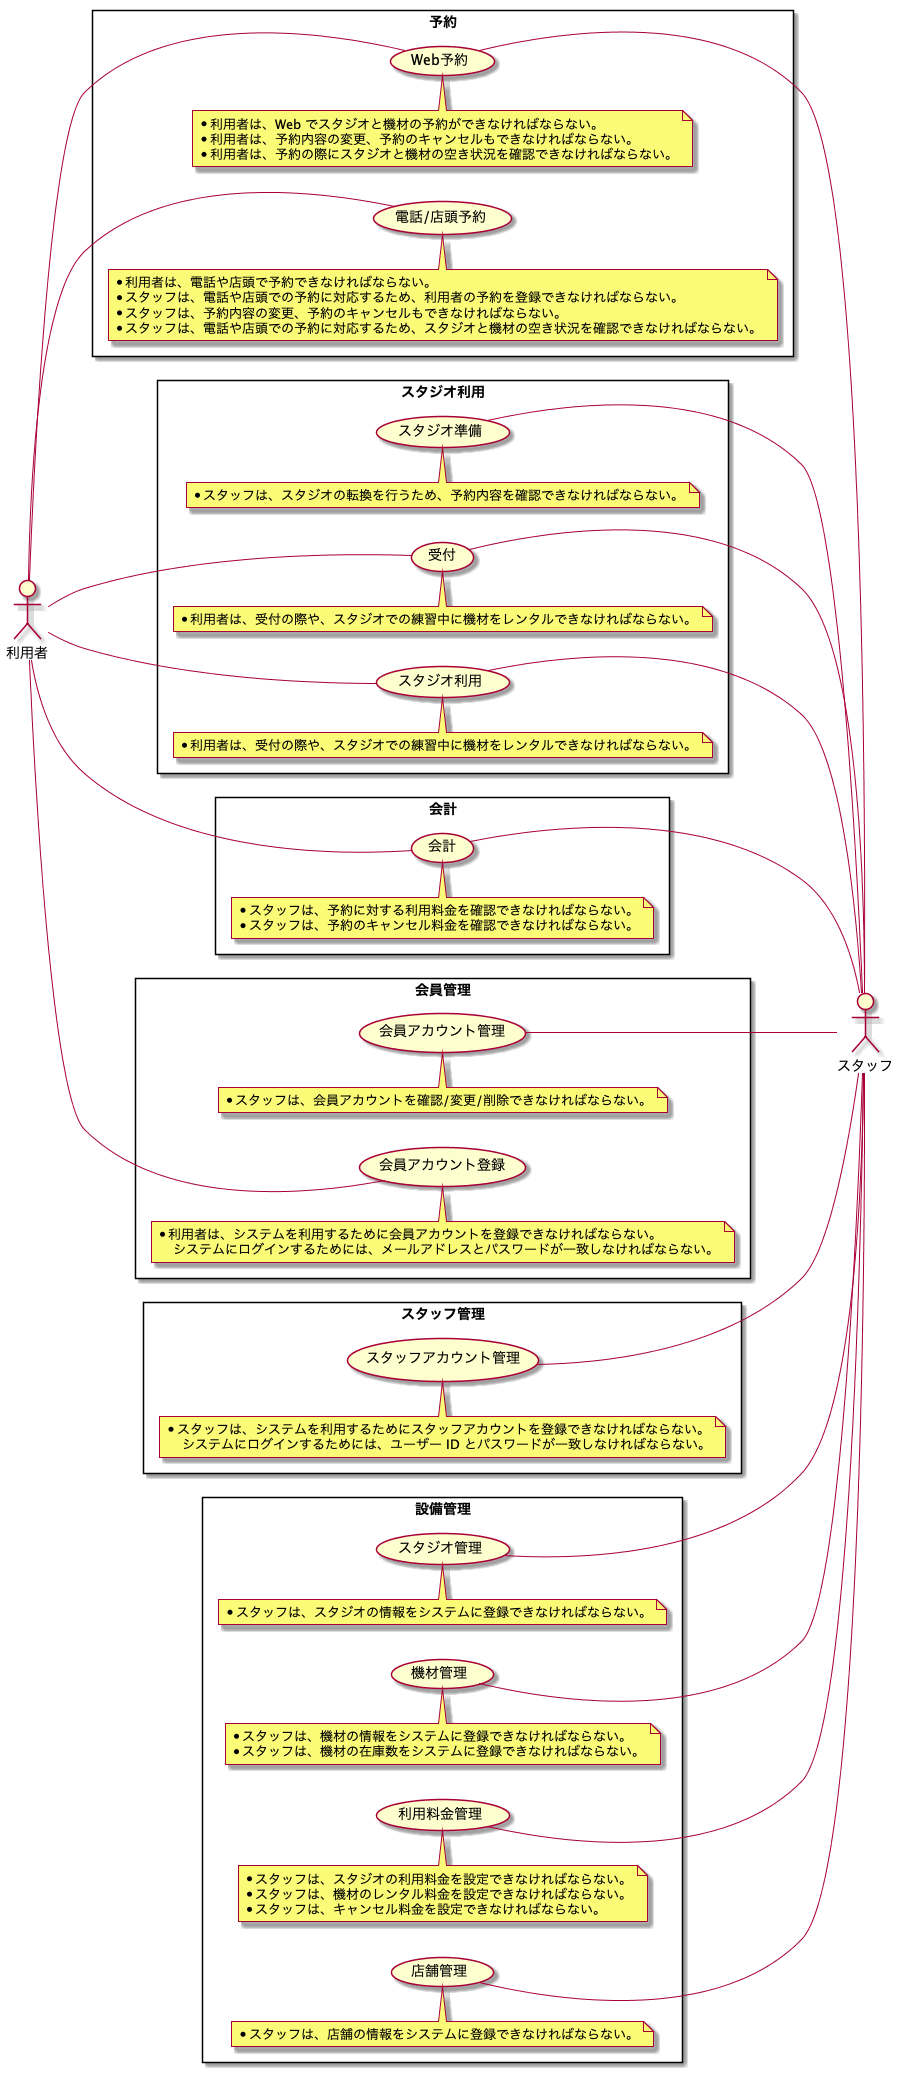 予約
Web予約
*利用者は、Web でスタジオと機材の予約ができなければならない。
*利用者は、予約内容の変更、予約のキャンセルもできなければならない。
*利用者は、予約の際にスタジオと機材の空き状況を確認できなければならない。
電話/店頭予約
*利用者は、電話や店頭で予約できなければならない。
*スタッフは、電話や店頭での予約に対応するため、利用者の予約を登録できなければならない。
*スタッフは、予約内容の変更、予約のキャンセルもできなければならない。
*スタッフは、電話や店頭での予約に対応するため、スタジオと機材の空き状況を確認できなければならない。
スタジオ利用
スタジオ準備
*スタッフは、スタジオの転換を行うため、予約内容を確認できなければならない。
受付
*利用者は、受付の際や、スタジオでの練習中に機材をレンタルできなければならない。
利用者
スタジオ利用
*利用者は、受付の際や、スタジオでの練習中に機材をレンタルできなければならない。
会計
会計
*スタッフは、予約に対する利用料金を確認できなければならない。
*スタッフは、予約のキャンセル料金を確認できなければならない。
会員管理
会員アカウント管理
スタッフ
*スタッフは、会員アカウントを確認/変更/削除できなければならない。
会員アカウント登録
*利用者は、システムを利用するために会員アカウントを登録できなければならない。
システムにログインするためには、メールアドレスとパスワードが一致しなければならない。
スタッフ管理
スタッフアカウント管理
*スタッフは、システムを利用するためにスタッフアカウントを登録できなければならない。
システムにログインするためには、ユーザー ID とパスワードが一致しなければならない。
設備管理
スタジオ管理
*スタッフは、スタジオの情報をシステムに登録できなければならない。
機材管理
*スタッフは、機材の情報をシステムに登録できなければならない。
*スタッフは、機材の在庫数をシステムに登録できなければならない。
利用料金管理
*スタッフは、スタジオの利用料金を設定できなければならない。
*スタッフは、機材のレンタル料金を設定できなければならない。
*スタッフは、キャンセル料金を設定できなければならない。
店舗管理
*スタッフは、店舗の情報をシステムに登録できなければならない。